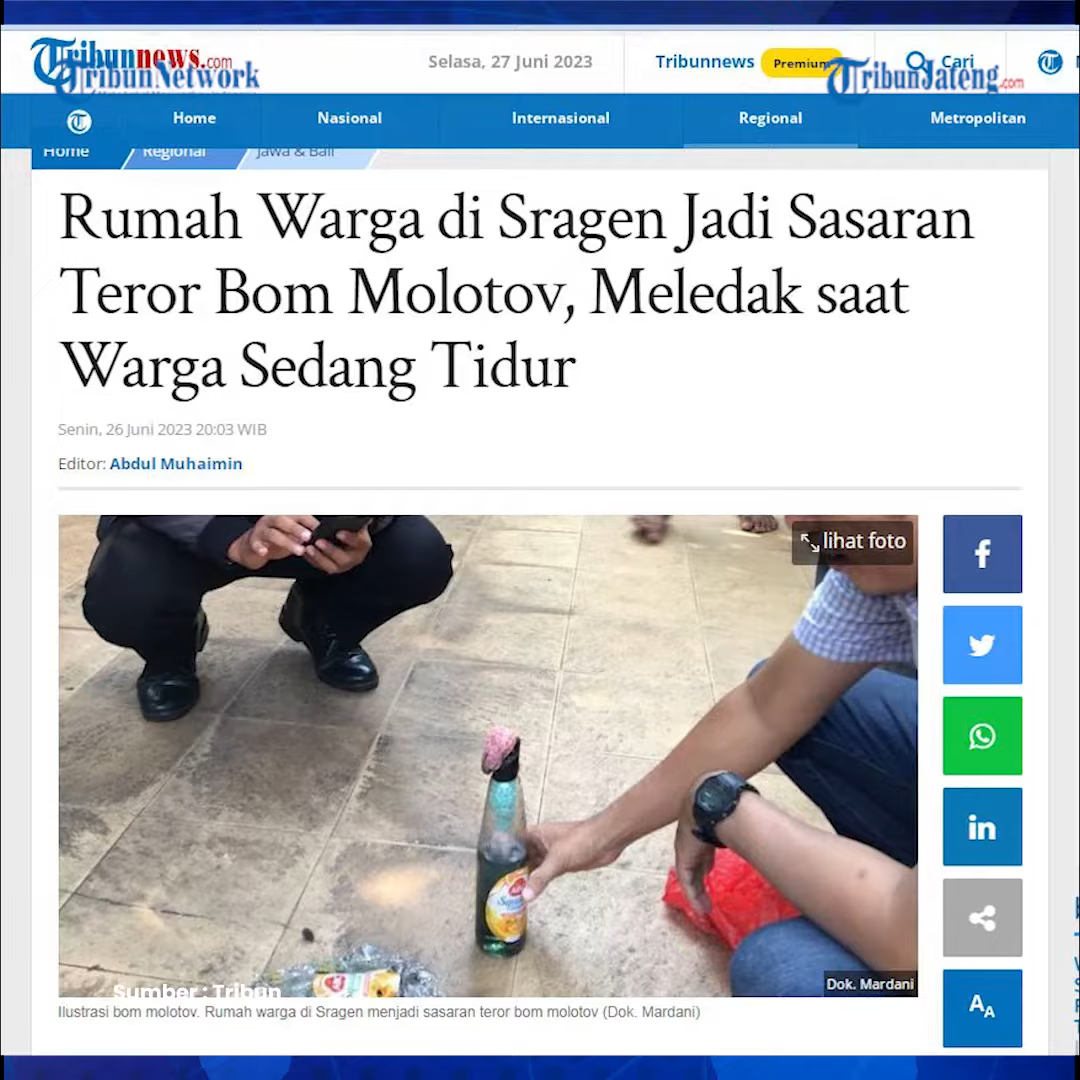 Tribunnews.com
TribunNetwork
Selasa, 27 Juni 2023
Tribunnews
Premium
Cari
TribunJateng.com
Home
Nasional
Internasional
Regional
Metropolitan
Home
Regional
Jawa & Bali
Rumah Warga di Sragen Jadi Sasaran
Teror Bom Molotov, Meledak saat
Warga Sedang Tidur
Senin, 26 Juni 2023 20:03 WIB
Editor: Abdul Muhaimin
lihat foto
Dok. Mardani
Sumber : Tribun
Ilustrasi bom molotov. Rumah warga di Sragen menjadi sasaran teror bom molotov (Dok. Mardani)
AA